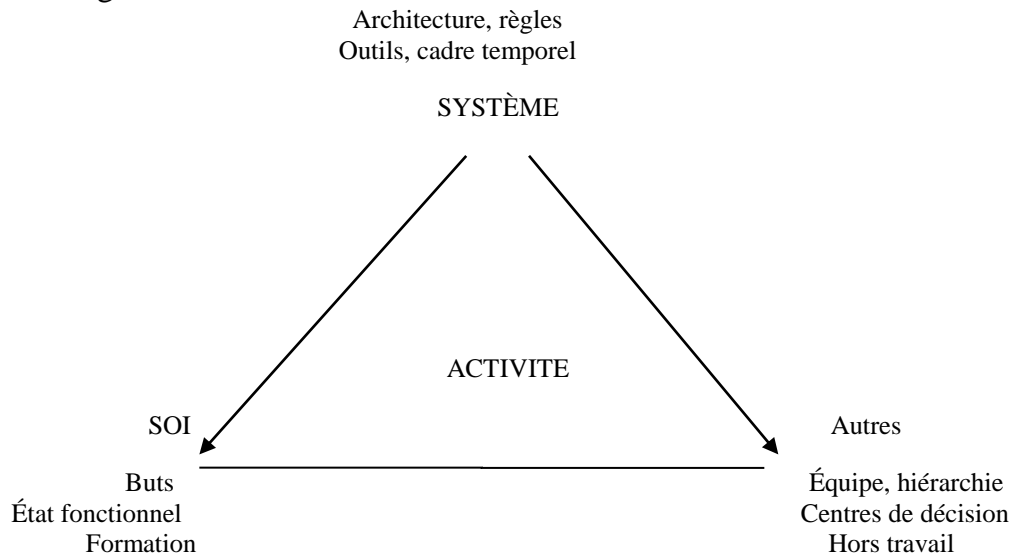 Architecture, règles
Outils, cadre temporel
SYSTÈME
ACTIVITE
SOI
Autres
Buts
État fonctionnel
Formation
Équipe, hiérarchie
Centres de décision
Hors travail